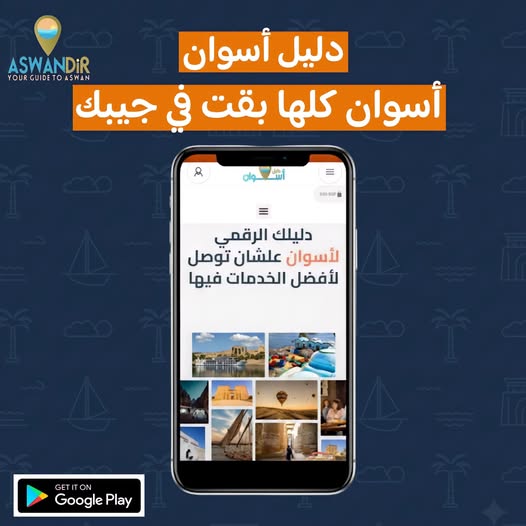 ASWANDiR
YOUR GUIDE TO ASWAN
دليل أسوان
أسوان كلها بقت في جيبك
دليل
أسـوان
دليلك الرقمي
لأسوان علشان توصل
لأفضل الخدمات فيها
GET IT ON
Google Play